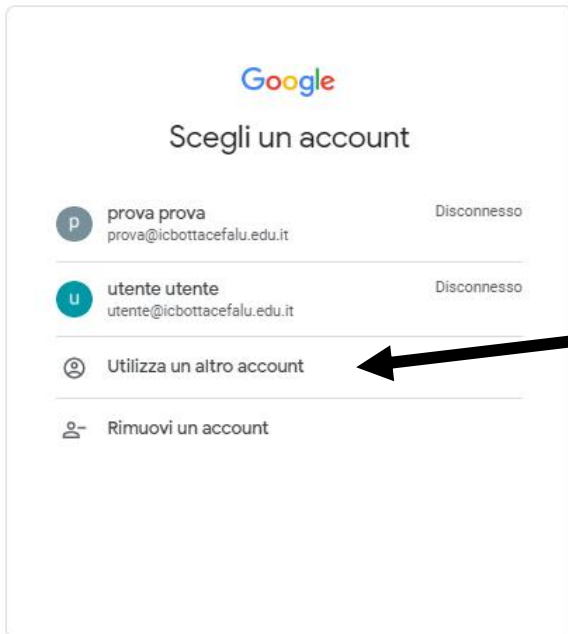 Google
Scegli un account
p
prova prova
Disconnesso
prova@icbottacefalu.edu.it
u
utente utente
Disconnesso
utente@icbottacefalu.edu.it
Utilizza un altro account
Rimuovi un account